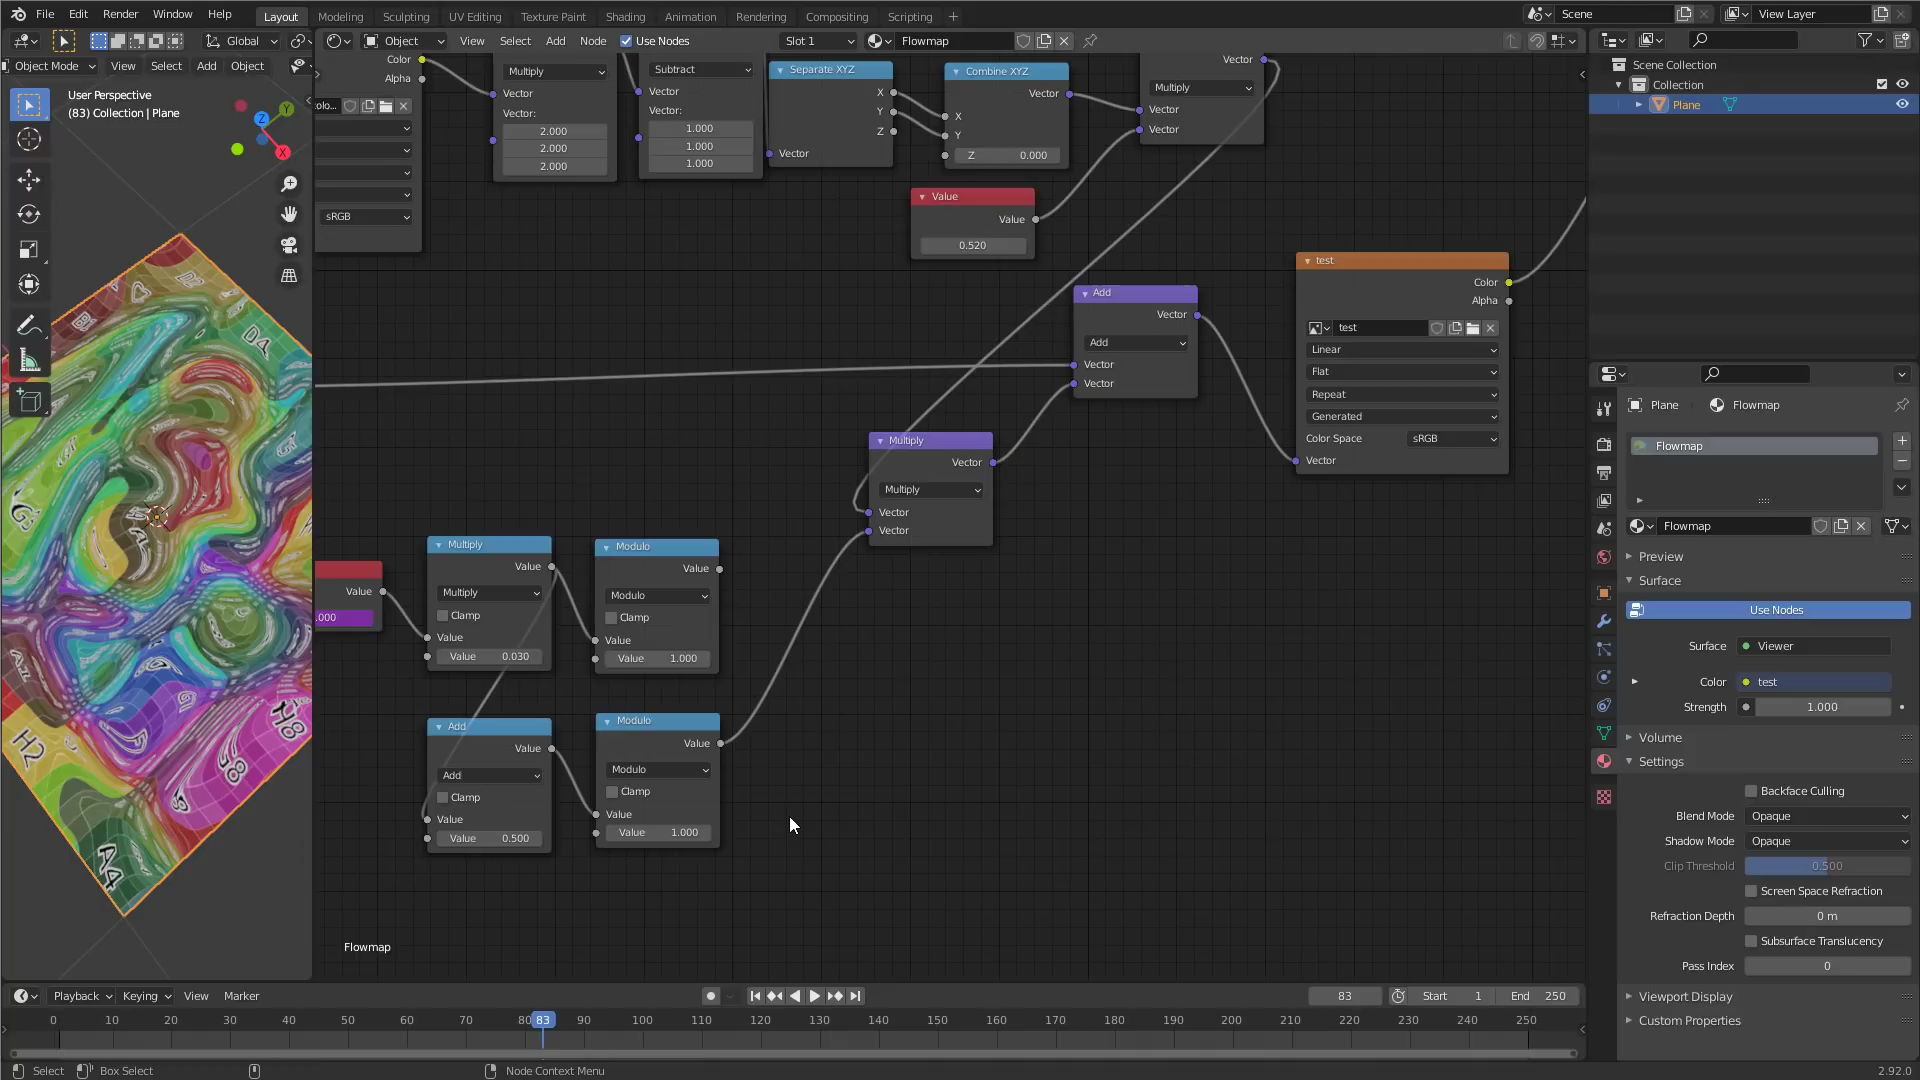 File Edit Render Window Help Layout Modeling Sculpting UV Editing Texture Paint Shading Animation Rendering Compositing Scripting + Scene View Layer
Global Object View Select Add Node Use Nodes Slot 1 Flowmap
Object Mode View Select Add Object
User Perspective
(83) Collection | Plane
Z
Y
X
G5
D4
H2
G8
H8
A4
Color
Alpha
olo...
sRGB
Multiply
Vector
Vector:
2.000
2.000
2.000
Subtract
Vector
Vector:
1.000
1.000
1.000
Separate XYZ
X
Y
Z
Vector
Combine XYZ
Vector
X
Y
Z 0.000
Vector
Multiply
Vector
Vector
Value
Value
0.520
Add
Vector
Add
Vector
Vector
test
Color
Alpha
test
Linear
Flat
Repeat
Generated
Color Space sRGB
Vector
Multiply
Vector
Multiply
Vector
Vector
Value
.000
Multiply
Value
Multiply
Clamp
Value
Value 0.030
Modulo
Value
Modulo
Clamp
Value
Value 1.000
Add
Value
Add
Clamp
Value
Value 0.500
Modulo
Value
Modulo
Clamp
Value
Value 1.000
Flowmap
Scene Collection
Collection
Plane
Plane Flowmap
Flowmap
Flowmap
Preview
Surface
Use Nodes
Surface Viewer
Color test
Strength 1.000
Volume
Settings
Backface Culling
Blend Mode Opaque
Shadow Mode Opaque
Clip Threshold 0.500
Screen Space Refraction
Refraction Depth 0 m
Subsurface Translucency
Pass Index 0
Viewport Display
Custom Properties
Playback Keying View Marker 83 Start 1 End 250
0 10 20 30 40 50 60 70 80 83 90 100 110 120 130 140 150 160 170 180 190 200 210 220 230 240 250
Select Box Select Node Context Menu 2.92.0